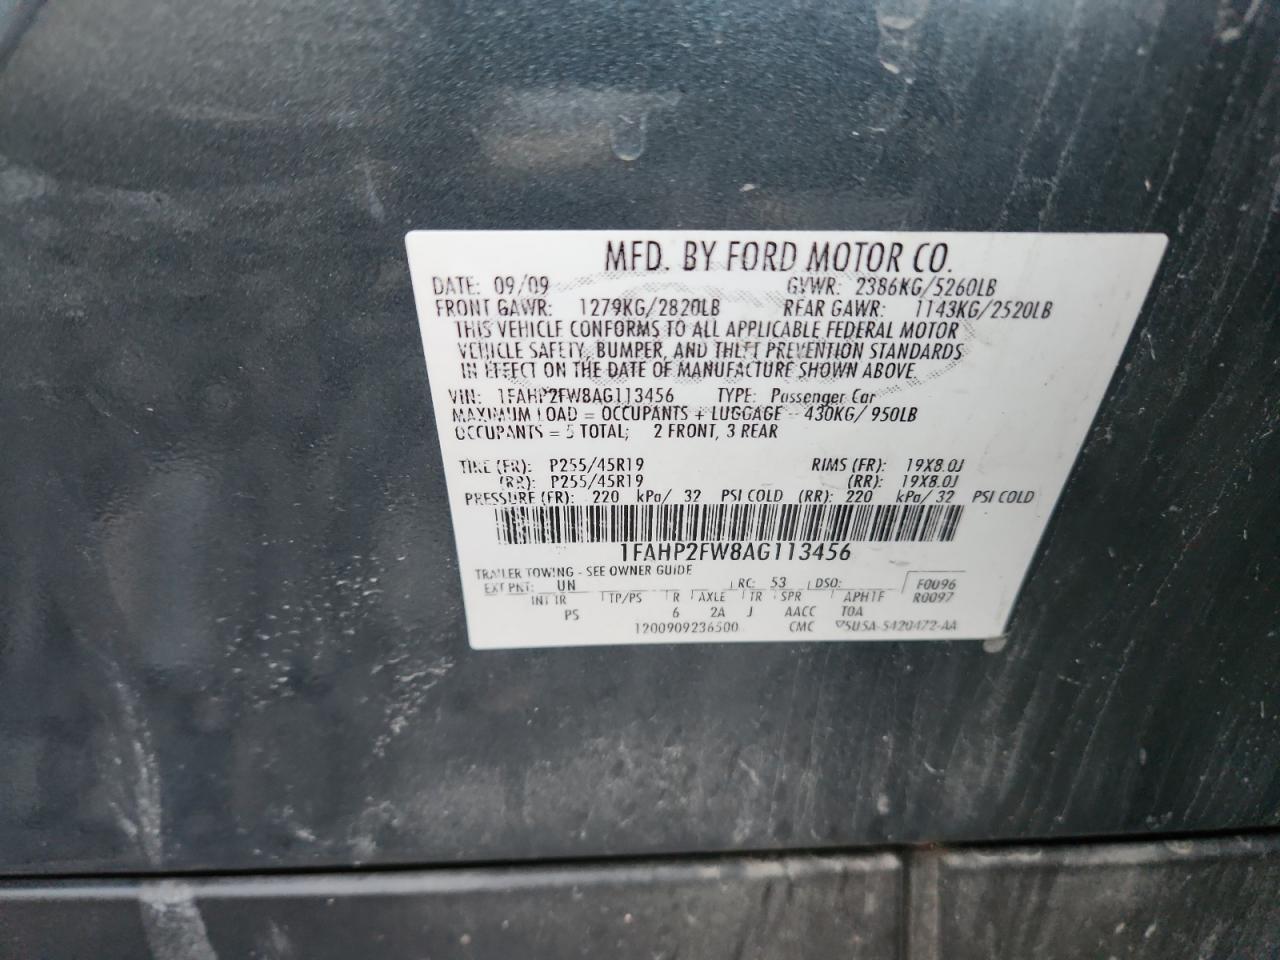 MFD. BY FORD MOTOR CO.
DATE: 09/09 GVWR: 2386KG/5260LB
FRONT GAWR: 1279KG/2820LB REAR GAWR: 1143KG/2520LB
THIS VEHICLE CONFORMS TO ALL APPLICABLE FEDERAL MOTOR
VEHICLE SAFETY, BUMPER, AND THEFT PREVENTION STANDARDS
IN EFFECT ON THE DATE OF MANUFACTURE SHOWN ABOVE.
VIN: 1FAHP2FW8AG113456 TYPE: Passenger Car
MAXIMUM LOAD = OCCUPANTS + LUGGAGE = 430KG/ 950LB
OCCUPANTS = 5 TOTAL; 2 FRONT, 3 REAR
TIRE (FR): P255/45R19 RIMS (FR): 19X8.0J
(RR): P255/45R19 (RR): 19X8.0J
PRESSURE (FR): 220 kPa/ 32 PSI COLD (RR): 220 kPa/ 32 PSI COLD
1FAHP2FW8AG113456
TRAILER TOWING - SEE OWNER GUIDE
EXT PNT: UN RC: 53 DSO: F0096
INT TR TP/PS R AXLE TR SPR R0097
PS 6 2A J AACC TOA
1200909236500 CMC